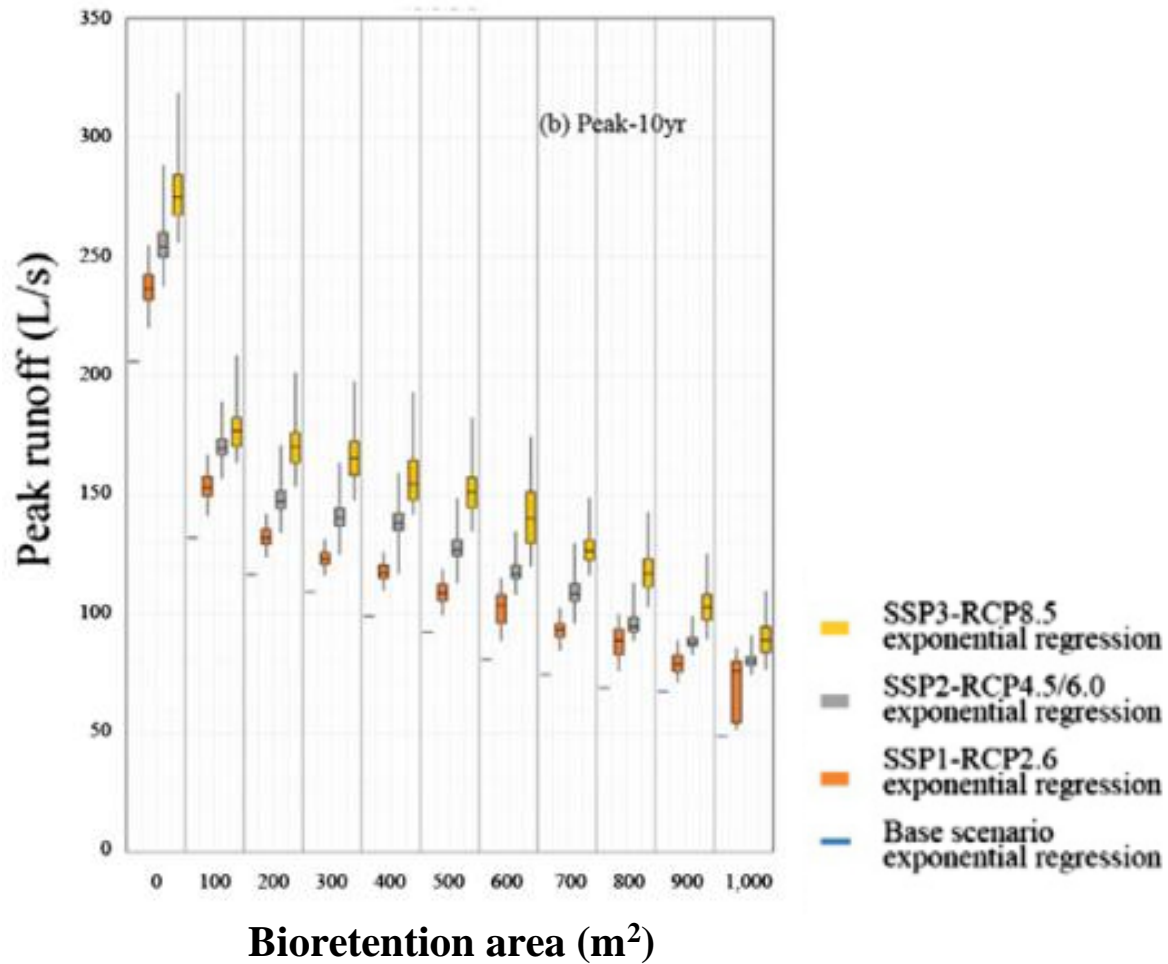 350
300
250
200
150
100
50
0
Peak runoff (L/s)
(b) Peak-10yr
0 100 200 300 400 500 600 700 800 900 1,000
Bioretention area (m²)
SSP3-RCP8.5
exponential regression
SSP2-RCP4.5/6.0
exponential regression
SSP1-RCP2.6
exponential regression
Base scenario
exponential regression